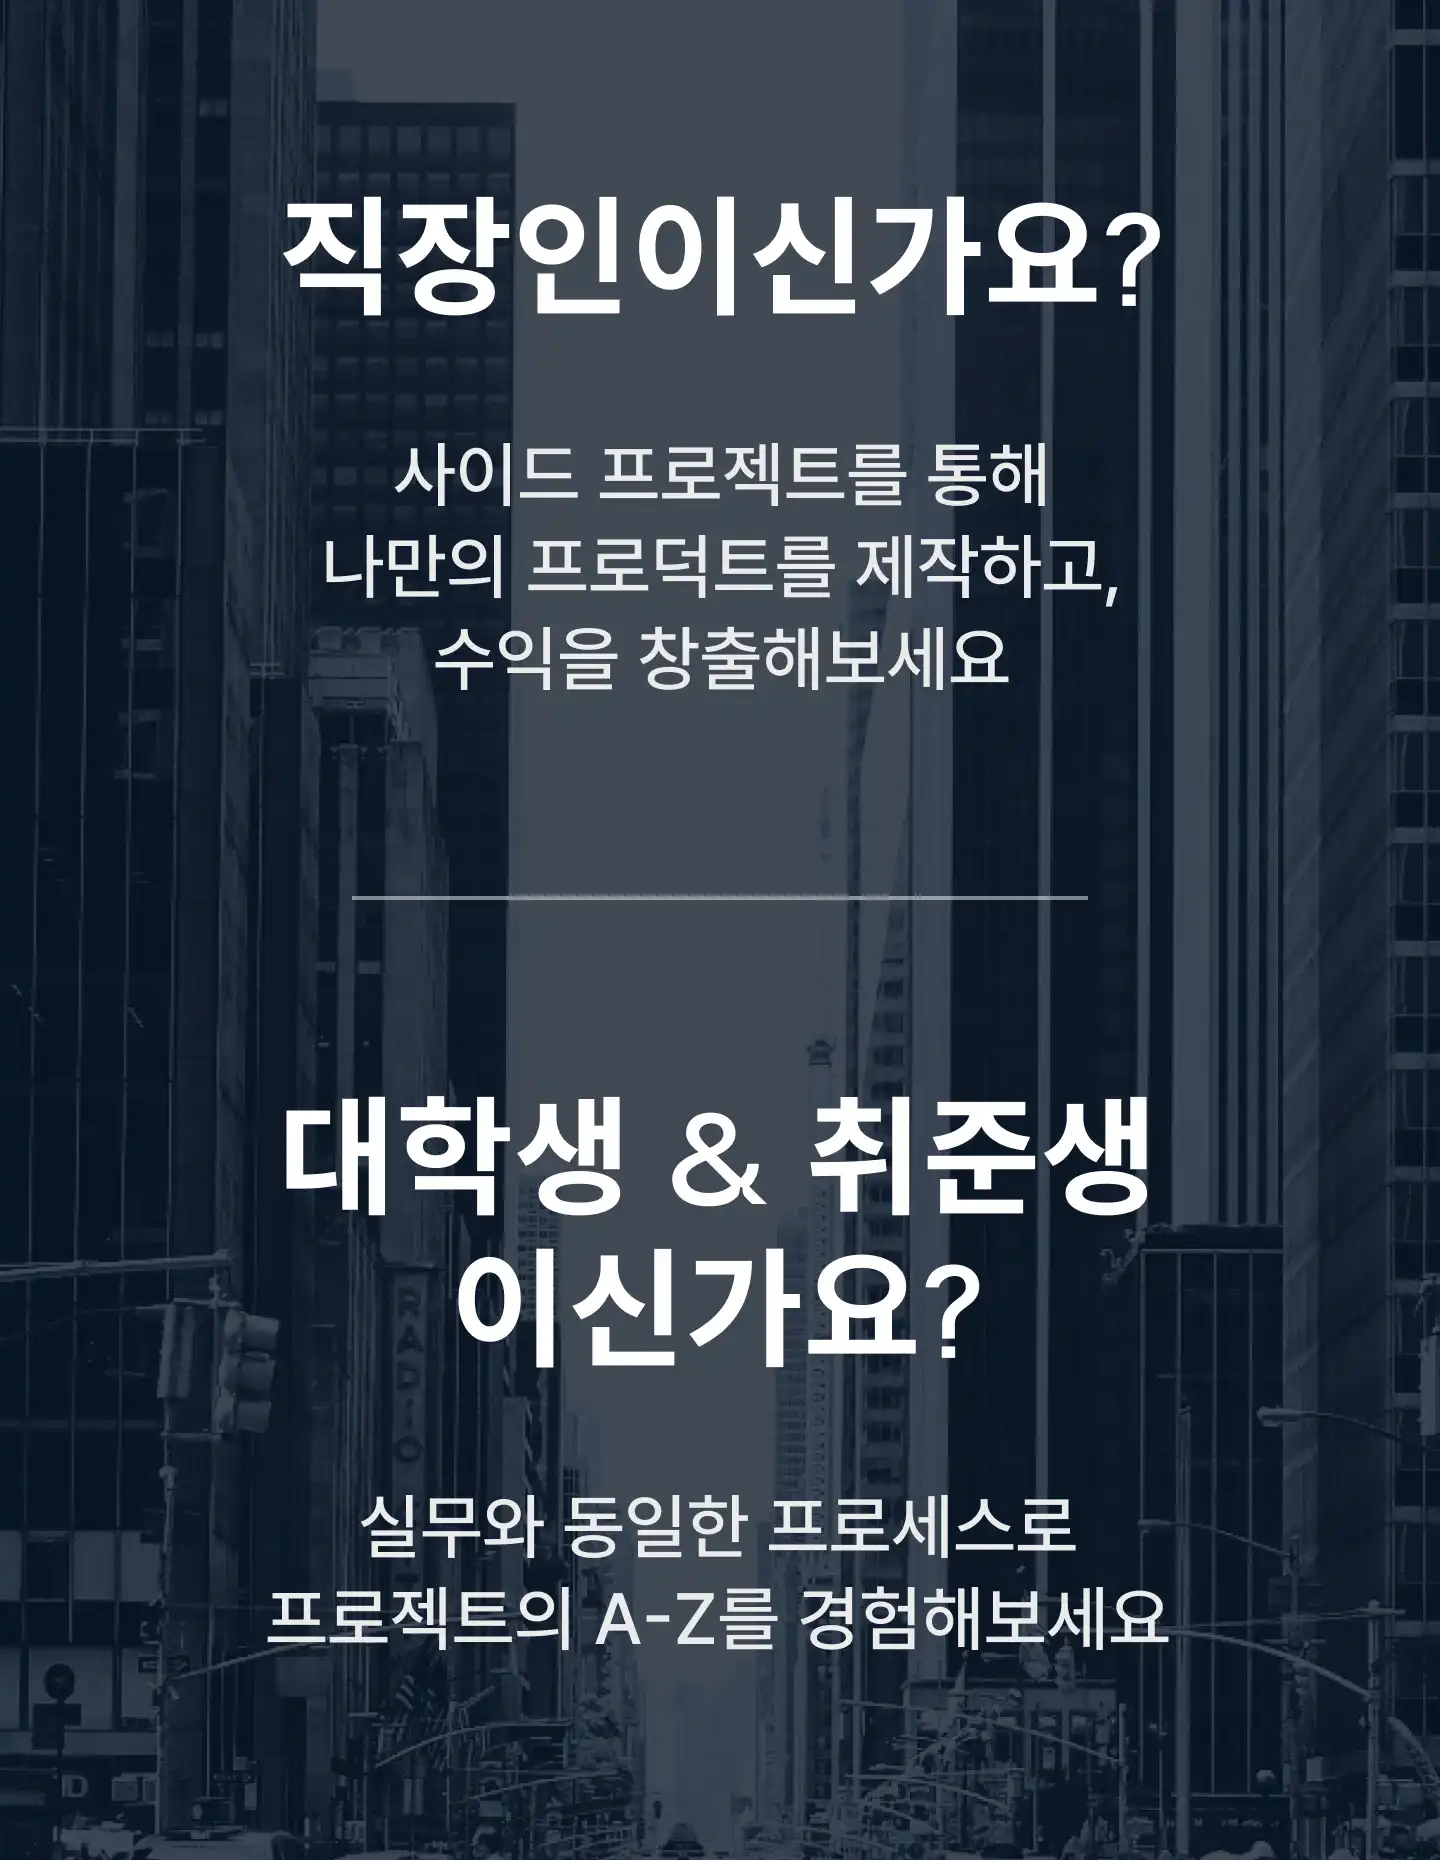 직장인이신가요?
사이드 프로젝트를 통해
나만의 프로덕트를 제작하고,
수익을 창출해보세요
대학생 & 취준생
이신가요?
RADIO
실무와 동일한 프로세스로
프로젝트의 A-Z를 경험해보세요